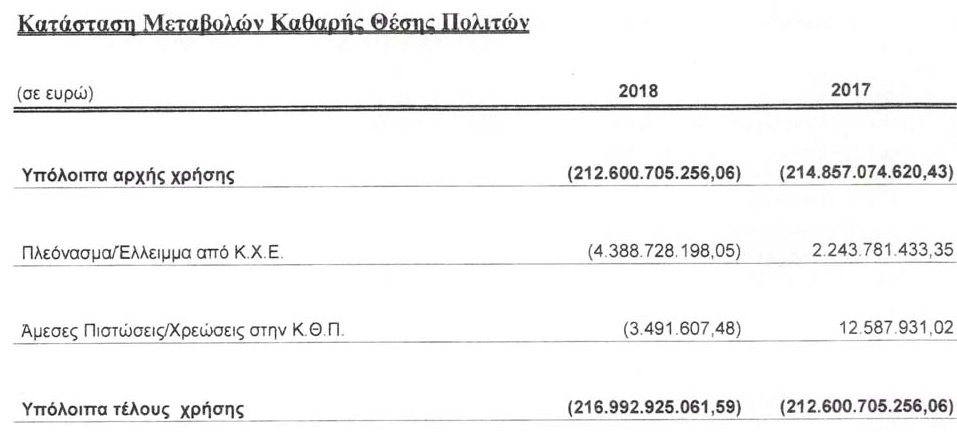 Κατάσταση Μεταβολών Καθαρής Θέσης Πολιτών
(σε ευρώ) 2018 2017
Υπόλοιπα αρχής χρήσης (212.600.705.256,06) (214.857.074.620,43)
Πλεόνασμα/Έλλειμμα από Κ.Χ.Ε. (4.388.728.198,05) 2.243.781.433,35
Άμεσες Πιστώσεις/Χρεώσεις στην Κ.Θ.Π. (3.491.607,48) 12.587.931,02
Υπόλοιπα τέλους χρήσης (216.992.925.061,59) (212.600.705.256,06)